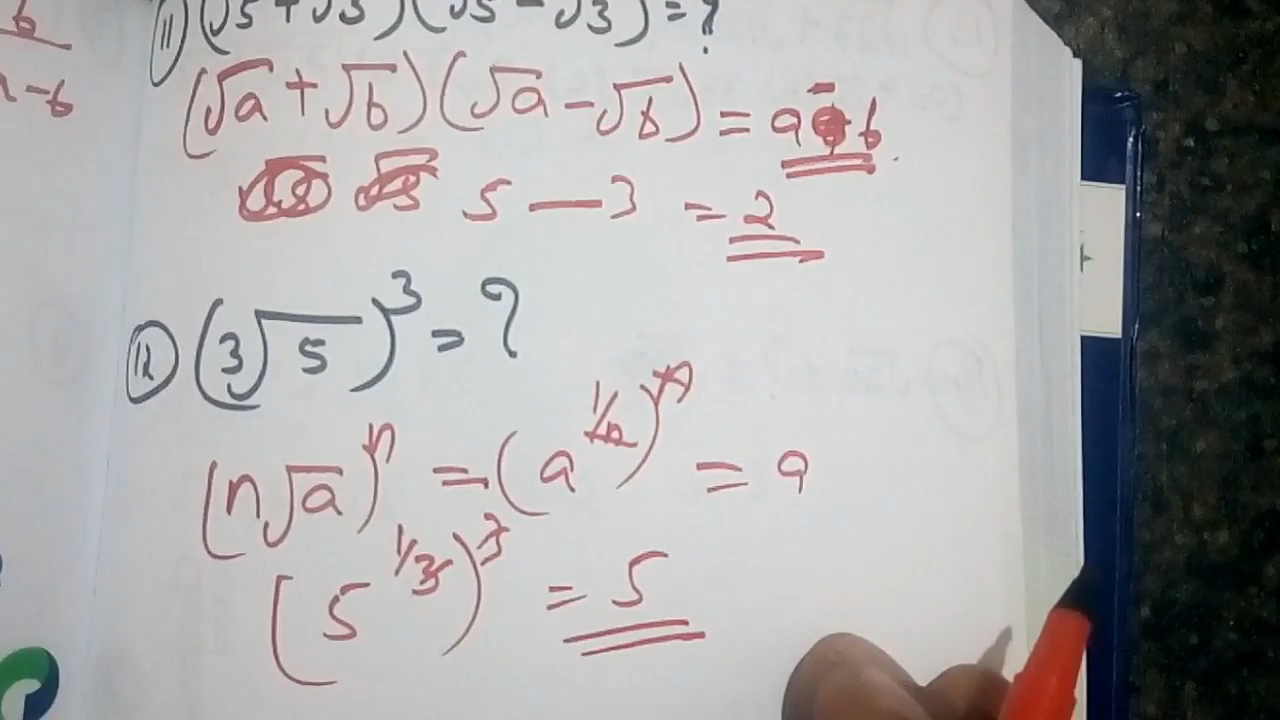 11) (√5 + √3)(√5 - √3) = ?
(√a + √b)(√a - √b) = a - b
5 - 3 = 2
12) (3√5)^3 = ?
(n√a)^n = (a^1/n)^n = a
(5^1/3)^3 = 5